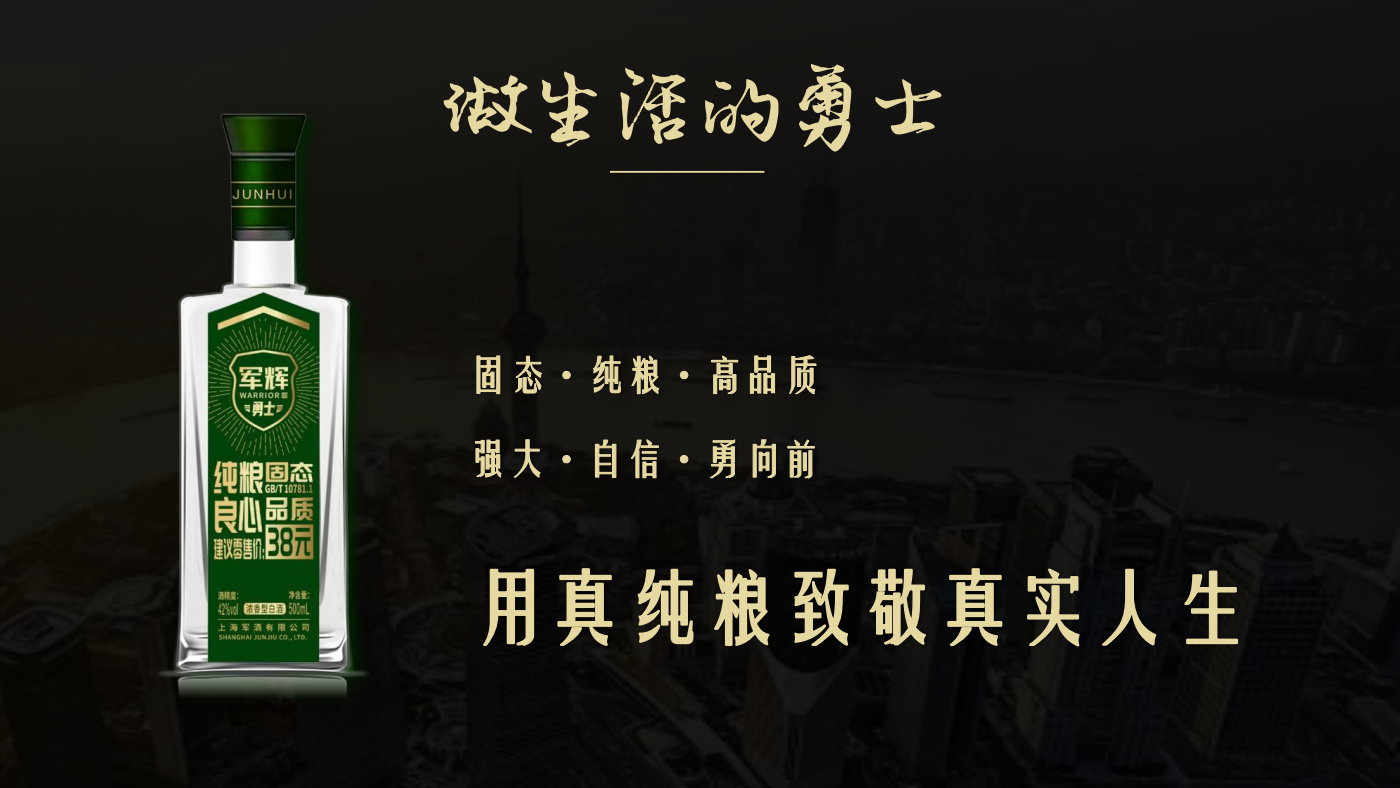 做生活的勇士
JUNHUI
军辉
WARRIOR
勇士
固态·纯粮·高品质
强大·自信·勇向前
纯粮固态
GB/T 10781.1
良心品质
建议零售价:38元
用真纯粮致敬真实人生
酒精度: 净含量:
42%vol 浓香型白酒 500mL
上海军酒有限公司
SHANGHAI JUNJIU CO., LTD.